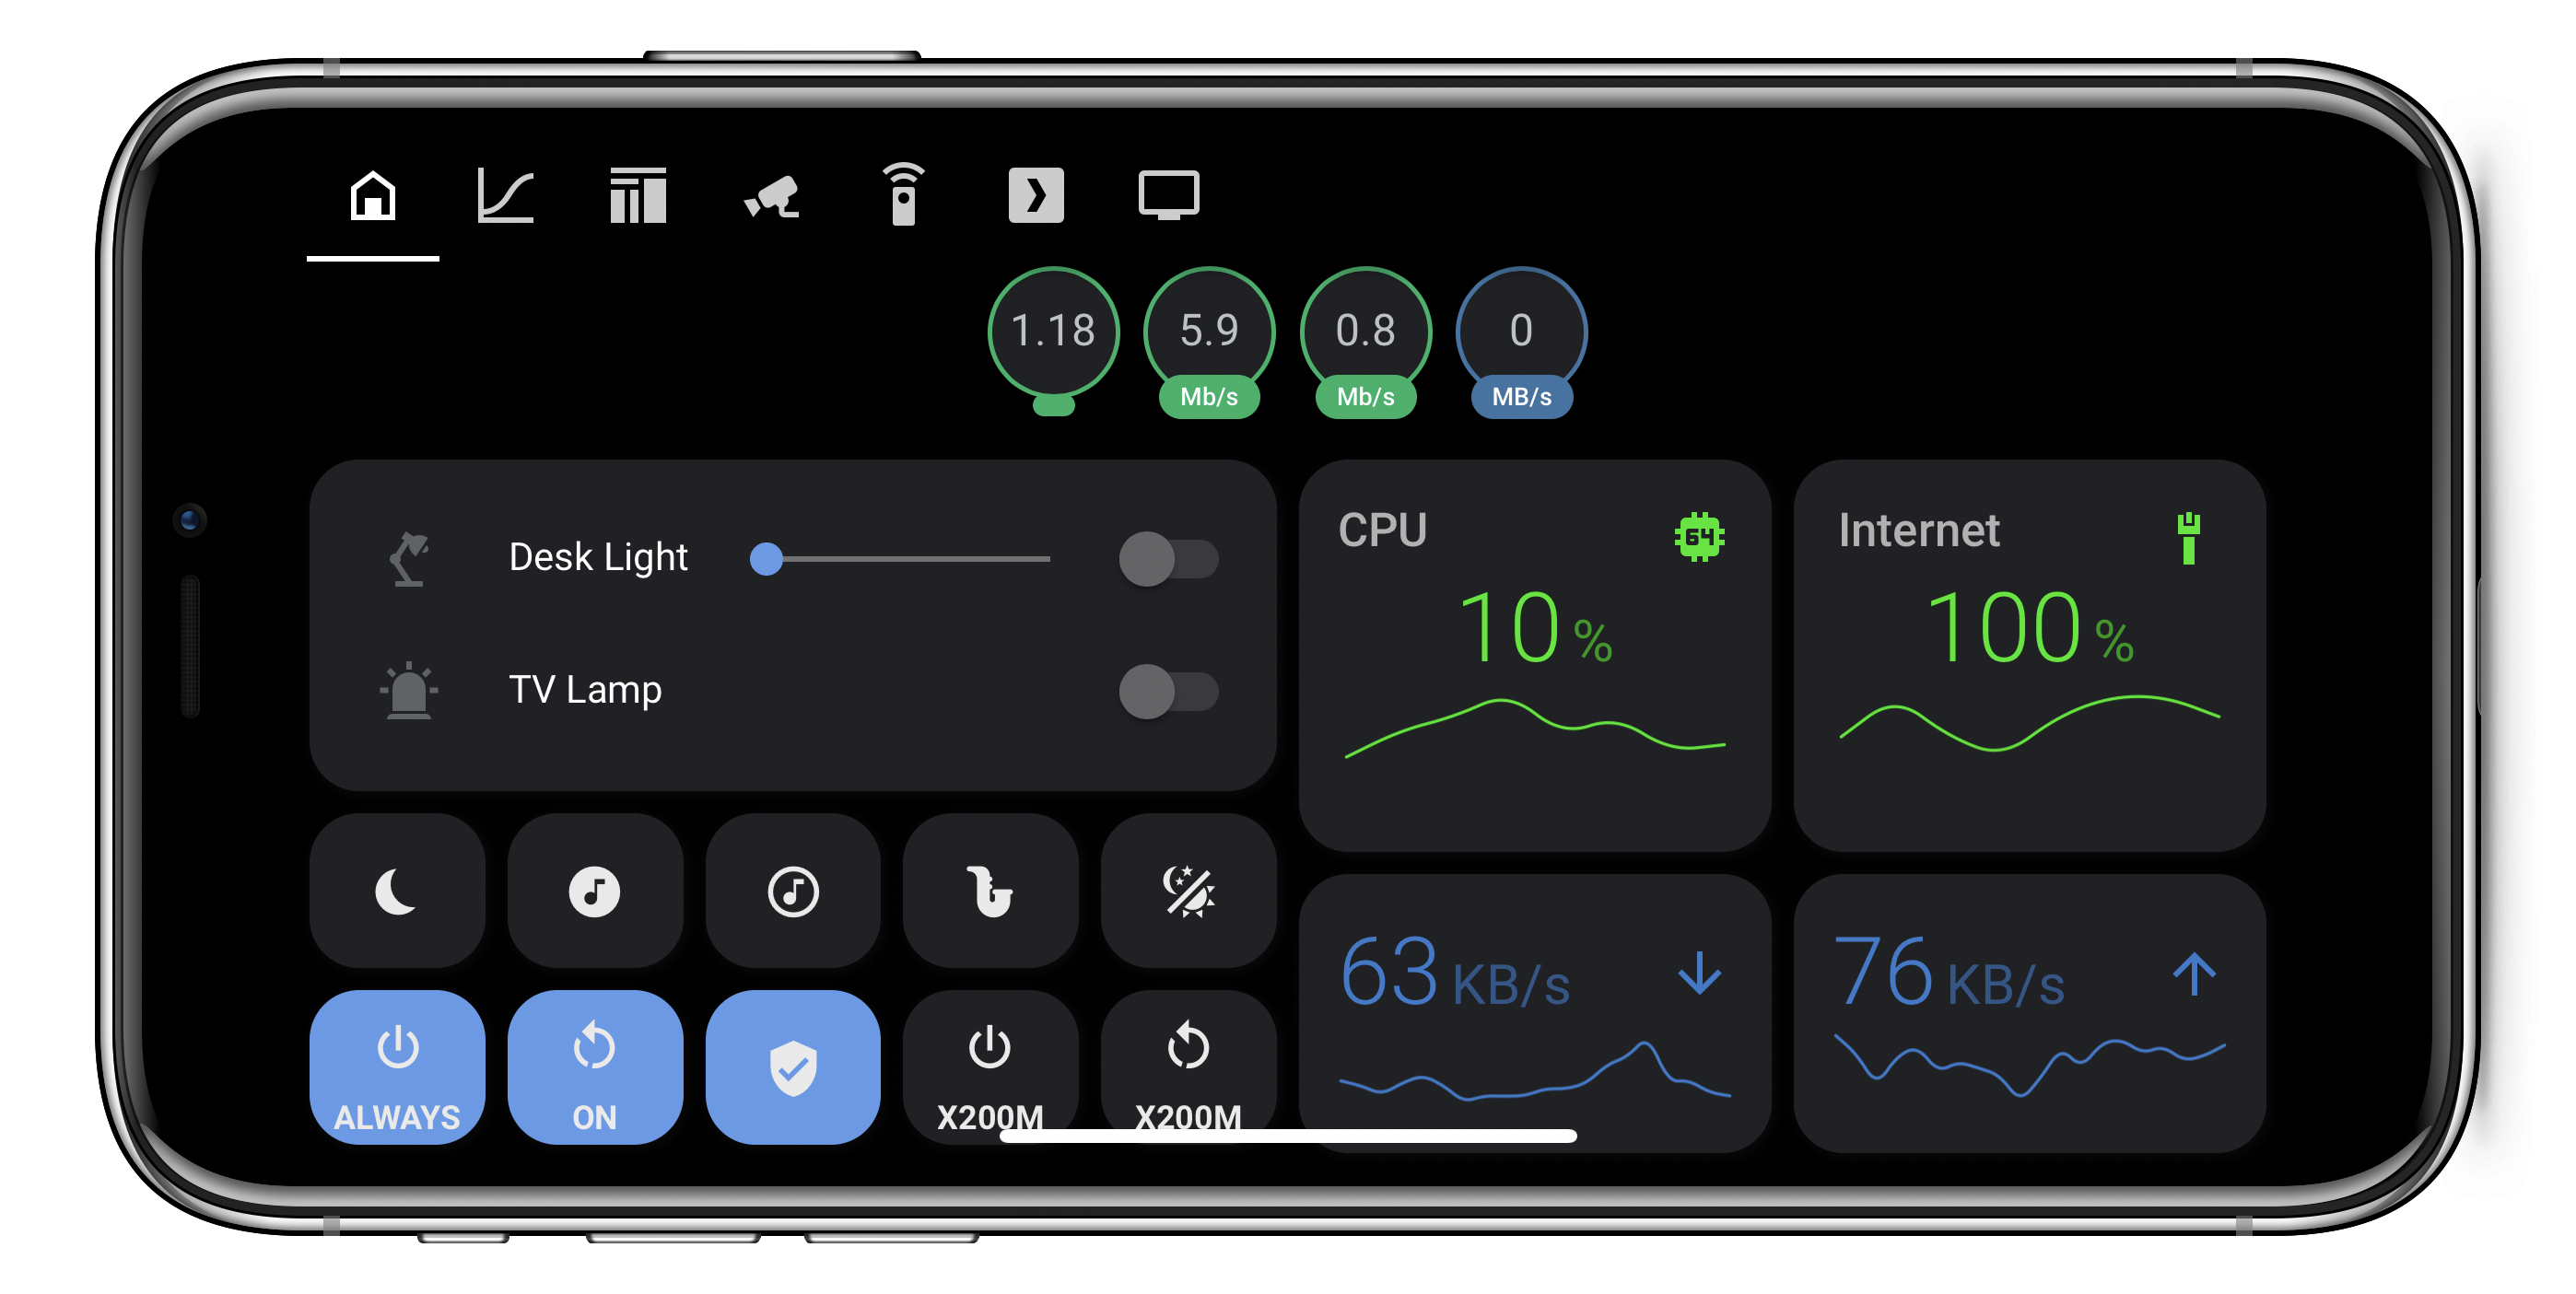 1.18
5.9
Mb/s
0.8
Mb/s
0
MB/s
Desk Light
TV Lamp
CPU
64
10 %
Internet
100 %
63 KB/s
76 KB/s
ALWAYS
ON
X200M
X200M